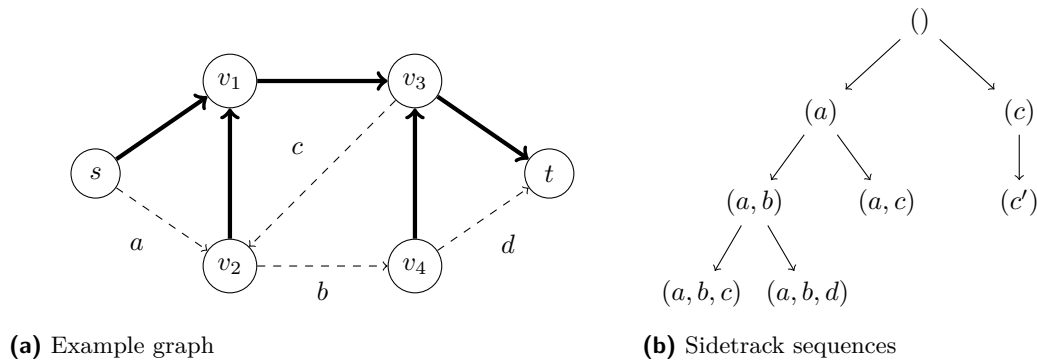 ()
v₁ v₃
(a) (c)
c
s t
(a, b) (a, c) (c′)
a d
v₂ v₄
b
(a, b, c) (a, b, d)
(a) Example graph
(b) Sidetrack sequences